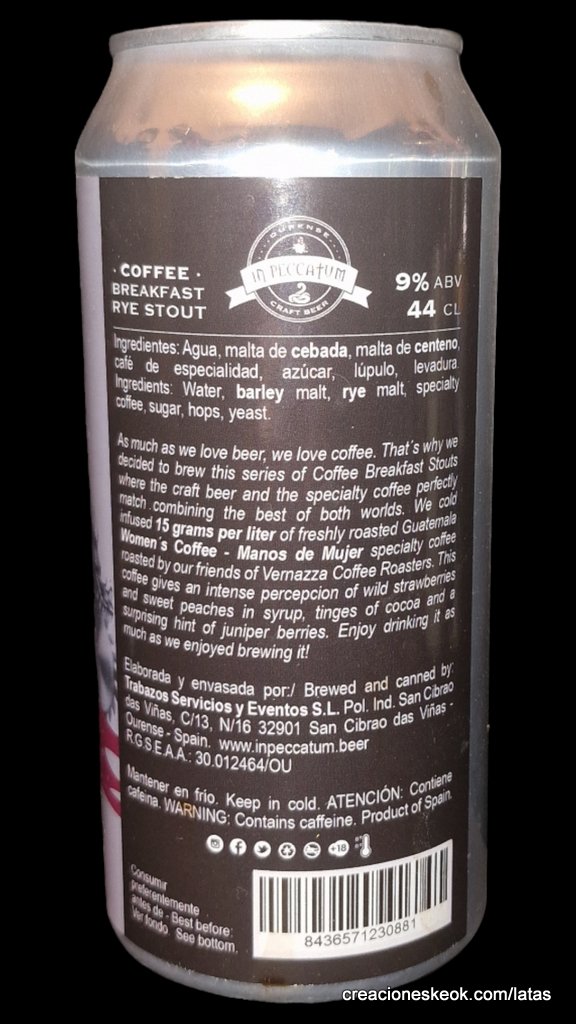 · OURENSE ·
IN PECCATUM
CRAFT BEER
· COFFEE ·
BREAKFAST
RYE STOUT
9% ABV
44 CL
Ingredientes: Agua, malta de cebada, malta de centeno,
café de especialidad, azúcar, lúpulo, levadura.
Ingredients: Water, barley malt, rye malt, specialty
coffee, sugar, hops, yeast.
As much as we love beer, we love coffee. That´s why we
decided to brew this series of Coffee Breakfast Stouts
where the craft beer and the specialty coffee perfectly
match combining the best of both worlds. We cold
infused 15 grams per liter of freshly roasted Guatemala
Women´s Coffee - Manos de Mujer specialty coffee
roasted by our friends of Vernazza Coffee Roasters. This
coffee gives an intense percepcion of wild strawberries
and sweet peaches in syrup, tinges of cocoa and a
surprising hint of juniper berries. Enjoy drinking it as
much as we enjoyed brewing it!
Elaborada y envasada por:/ Brewed and canned by:
Trabazos Servicios y Eventos S.L. Pol. Ind. San Cibrao
das Viñas, C/13, N/16 32901 San Cibrao das Viñas -
Ourense - Spain. www.inpeccatum.beer
R.G.S.E.A.A.: 30.012464/OU
Mantener en frío. Keep in cold. ATENCIÓN: Contiene
cafeína. WARNING: Contains caffeine. Product of Spain.
+18
Consumir
preferentemente
antes de - Best before:
Ver fondo. See bottom.
8436571230881
creacioneskeok.com/latas